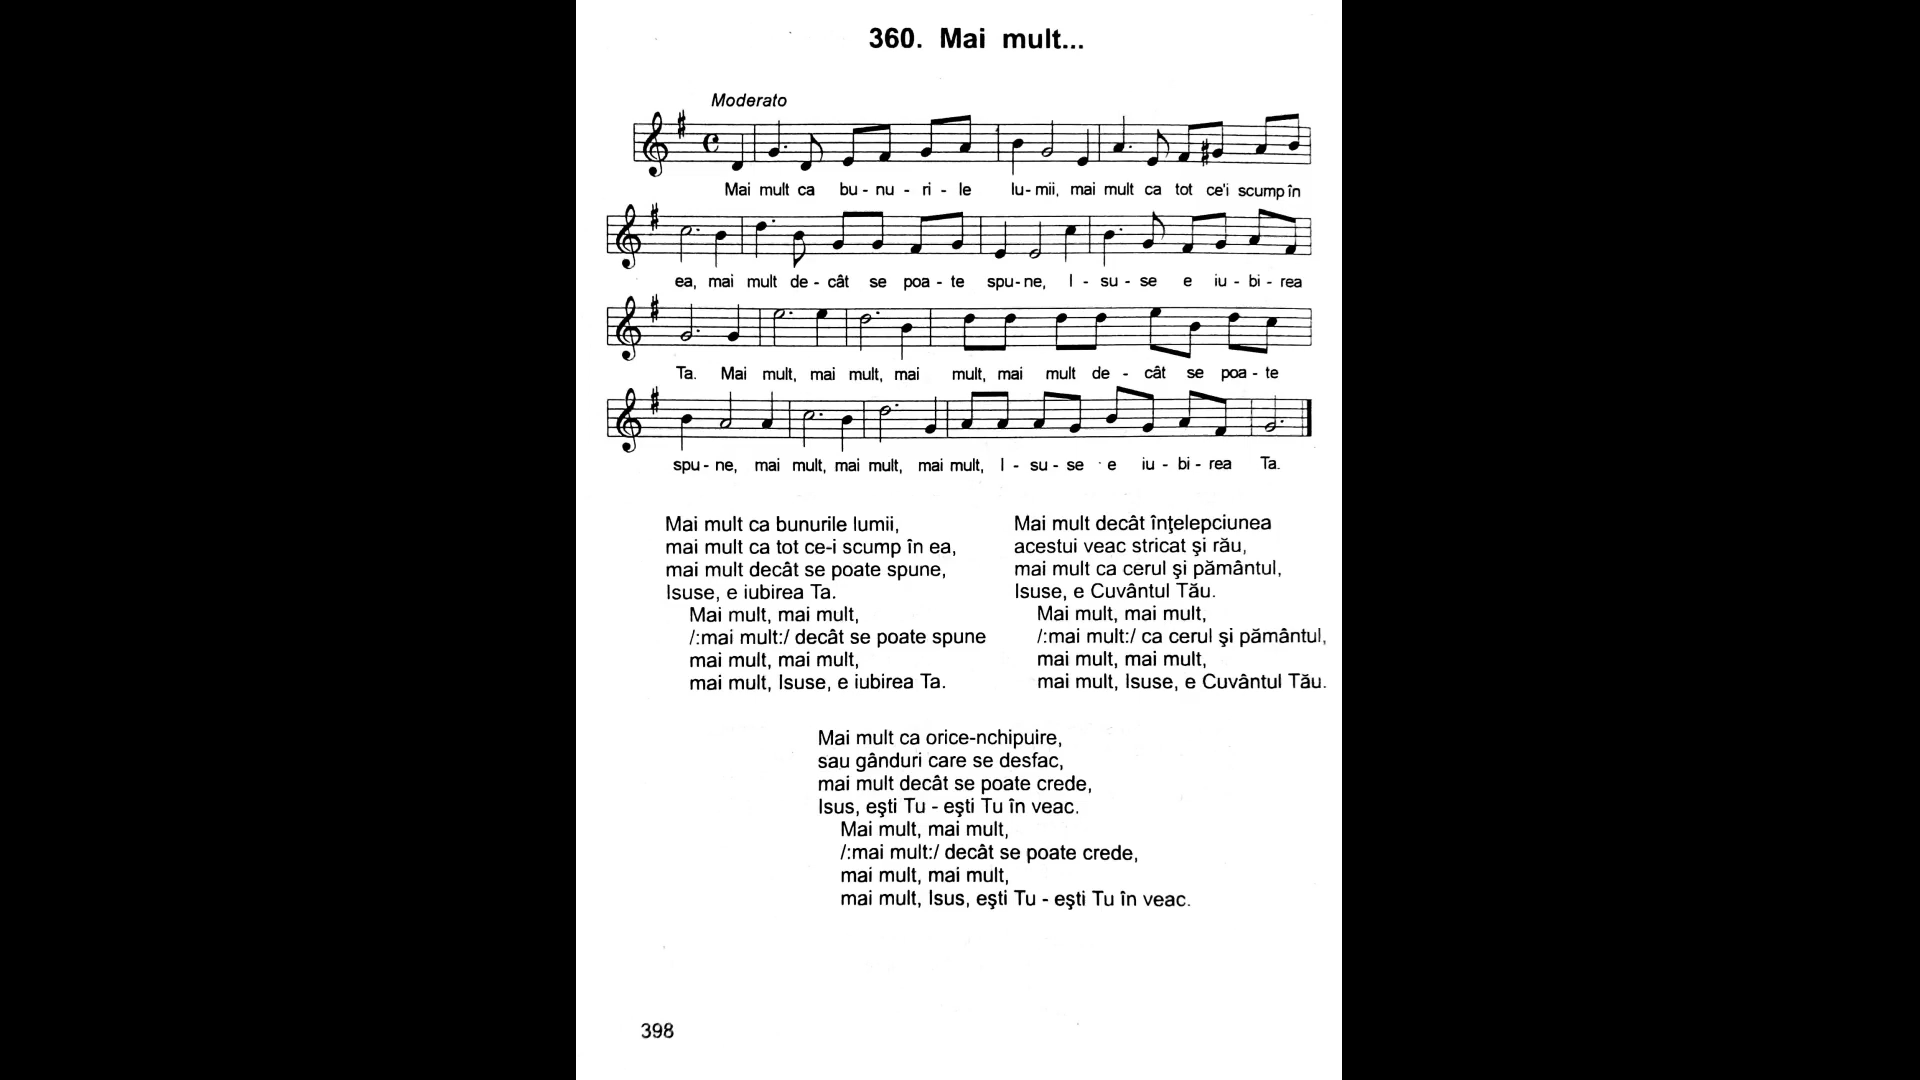 360. Mai mult...
Moderato
Mai mult ca bu - nu - ri - le lu - mii, mai mult ca tot ce'i scump în
ea, mai mult de - cât se poa - te spu - ne, I - su - se e iu - bi - rea
Ta. Mai mult, mai mult, mai mult, mai mult de - cât se poa - te
spu - ne, mai mult, mai mult, mai mult, I - su - se e iu - bi - rea Ta.
Mai mult ca bunurile lumii,
mai mult ca tot ce-i scump în ea,
mai mult decât se poate spune,
Isuse, e iubirea Ta.
Mai mult, mai mult,
/:mai mult:/ decât se poate spune
mai mult, mai mult,
mai mult, Isuse, e iubirea Ta.
Mai mult decât înţelepciunea
acestui veac stricat şi rău,
mai mult ca cerul şi pământul,
Isuse, e Cuvântul Tău.
Mai mult, mai mult,
/:mai mult:/ ca cerul şi pământul,
mai mult, mai mult,
mai mult, Isuse, e Cuvântul Tău.
Mai mult ca orice-nchipuire,
sau gânduri care se desfac,
mai mult decât se poate crede,
Isus, eşti Tu - eşti Tu în veac.
Mai mult, mai mult,
/:mai mult:/ decât se poate crede,
mai mult, mai mult,
mai mult, Isus, eşti Tu - eşti Tu în veac.
398